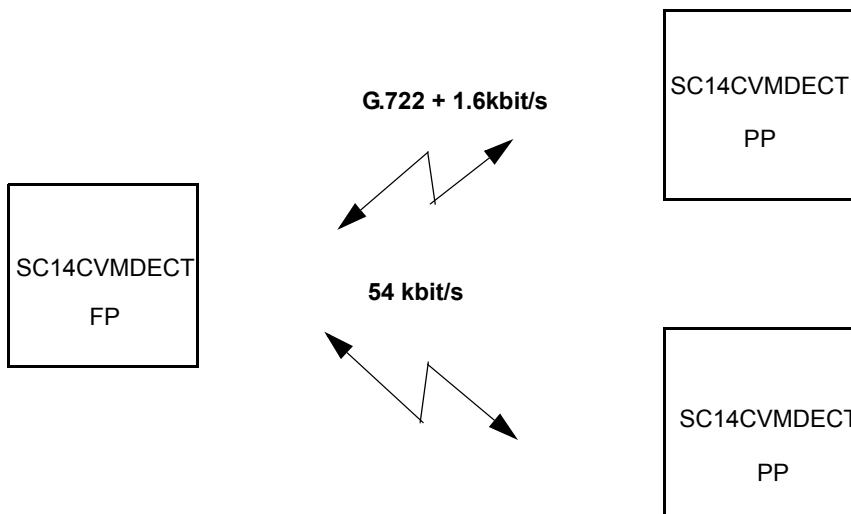 G.722 + 1.6kbit/s
SC14CVMDECT
PP
SC14CVMDECT
FP
54 kbit/s
SC14CVMDECT
PP